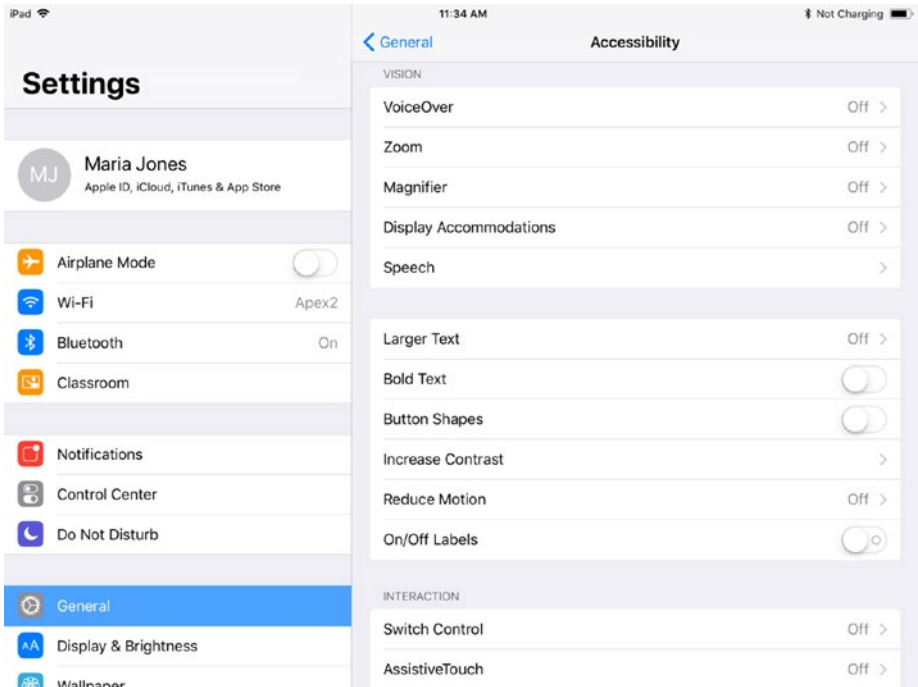 iPad 11:34 AM Not Charging
Settings
MJ
Maria Jones
Apple ID, iCloud, iTunes & App Store
Airplane Mode
Wi-Fi Apex2
Bluetooth On
Classroom
Notifications
Control Center
Do Not Disturb
General
AA Display & Brightness
Wallpaper
General Accessibility
VISION
VoiceOver Off
Zoom Off
Magnifier Off
Display Accommodations Off
Speech
Larger Text Off
Bold Text
Button Shapes
Increase Contrast
Reduce Motion Off
On/Off Labels
INTERACTION
Switch Control Off
AssistiveTouch Off